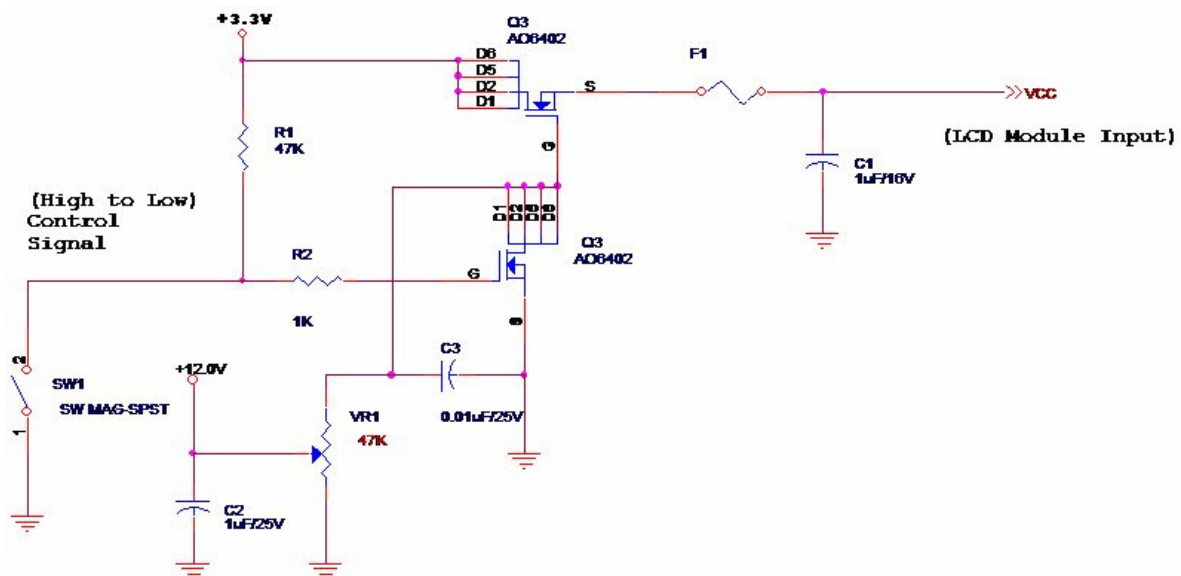 +3.3V
Q3
AO6402
D6
D5
D2
D1
S
G
F1
VCC
(LCD Module Input)
R1
47K
C1
1uF/16V
(High to Low)
Control
Signal
D1
D2
Q3
AO6402
R2
G
1K
2
SW1
SW MAG-SPST
1
+12.0V
C3
0.01uF/25V
VR1
47K
C2
1uF/25V